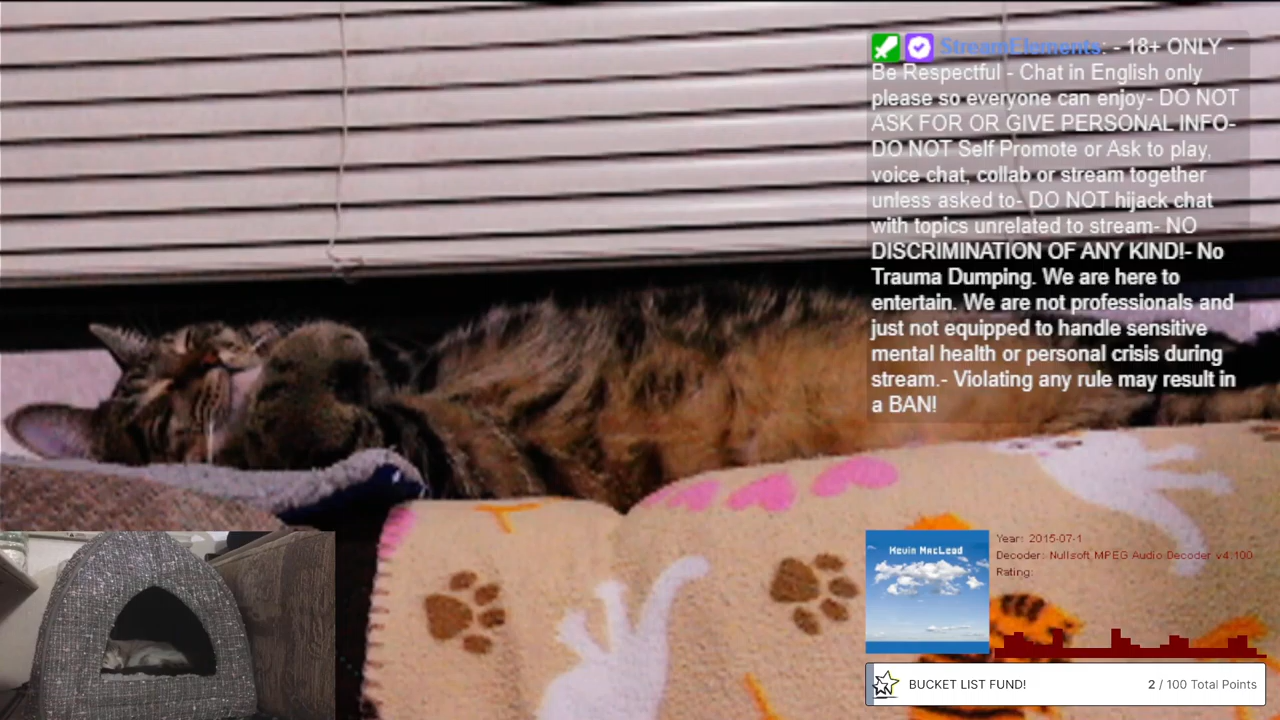 StreamElements: - 18+ ONLY -
Be Respectful - Chat in English only
please so everyone can enjoy- DO NOT
ASK FOR OR GIVE PERSONAL INFO-
DO NOT Self Promote or Ask to play,
voice chat, collab or stream together
unless asked to- DO NOT hijack chat
with topics unrelated to stream- NO
DISCRIMINATION OF ANY KIND!- No
Trauma Dumping. We are here to
entertain. We are not professionals and
just not equipped to handle sensitive
mental health or personal crisis during
stream.- Violating any rule may result in
a BAN!
Kevin MacLeod
Year: 2015-07-1
Decoder: Nullsoft MPEG Audio Decoder v4.100
Rating:
BUCKET LIST FUND!
2 / 100 Total Points